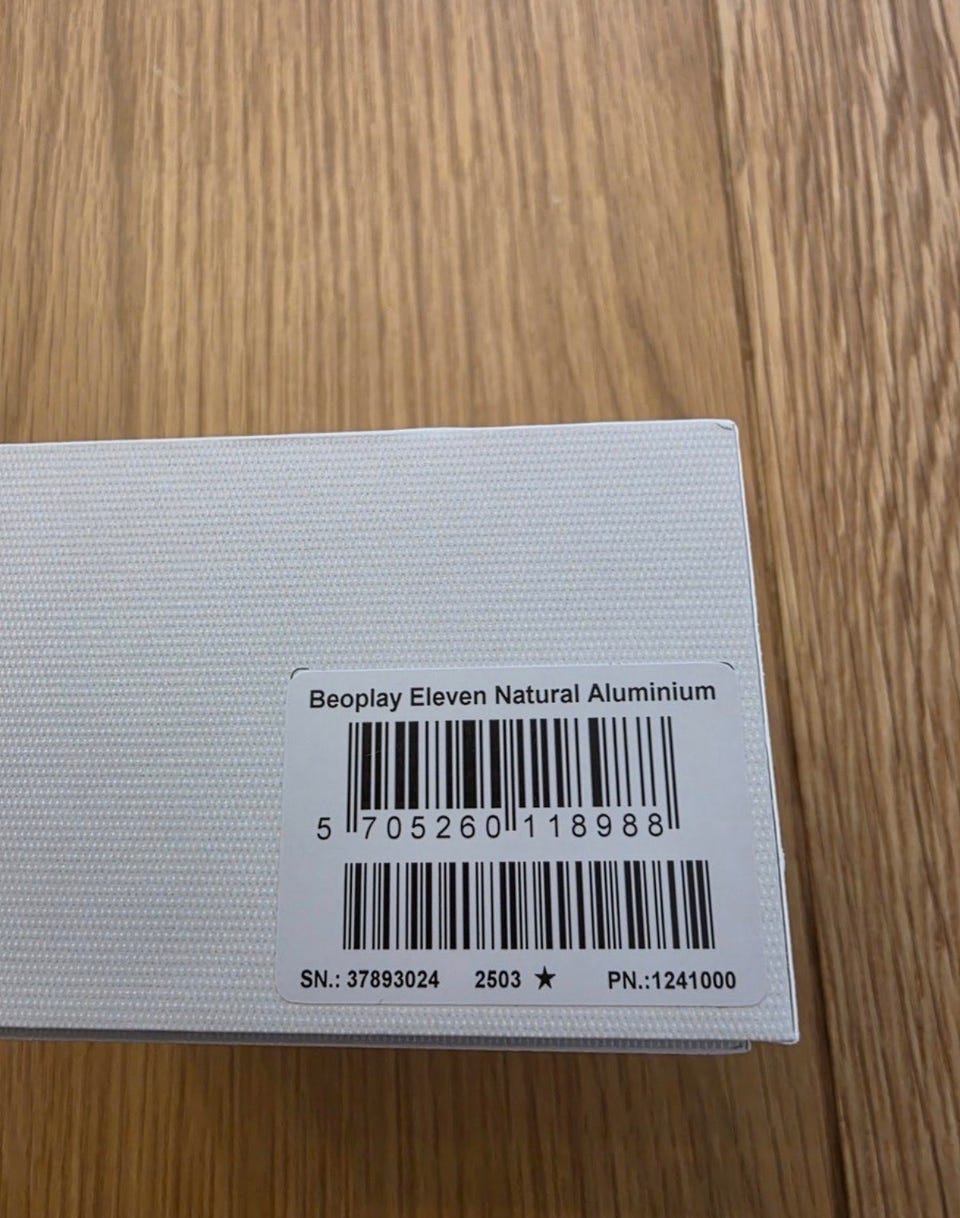 Beoplay Eleven Natural Aluminium
5 705260 118988
SN.: 37893024 2503 ★ PN.:1241000